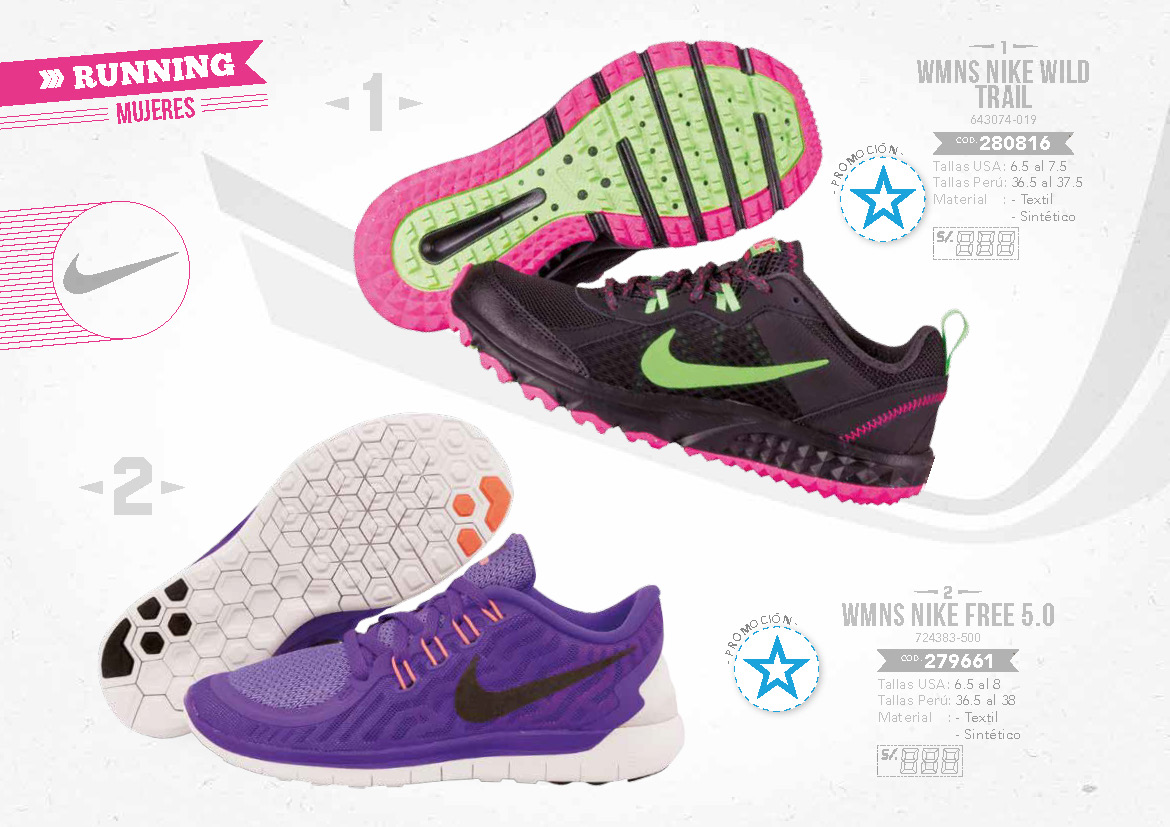 RUNNING
MUJERES
1
1
WMNS NIKE WILD
TRAIL
643074-019
COD. 280816
PROMOCIÓN
Tallas USA: 6.5 al 7.5
Tallas Perú: 36.5 al 37.5
Material : - Textil
- Sintético
S/. 888
2
2
WMNS NIKE FREE 5.0
724383-500
COD. 279661
PROMOCIÓN
Tallas USA: 6.5 al 8
Tallas Perú: 36.5 al 38
Material : - Textil
- Sintético
S/. 888